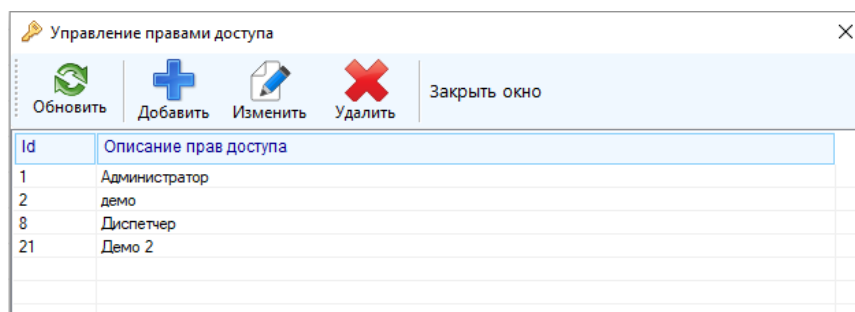 Управление правами доступа
Обновить Добавить Изменить Удалить Закрыть окно
Id Описание прав доступа
1 Администратор
2 демо
8 Диспетчер
21 Демо 2